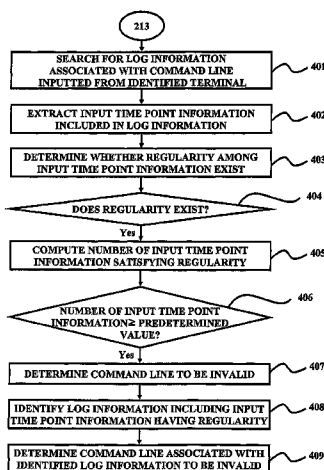 213
SEARCH FOR LOG INFORMATION
ASSOCIATED WITH COMMAND LINE
INPUTTED FROM IDENTIFIED TERMINAL
401
EXTRACT INPUT TIME POINT INFORMATION
INCLUDED IN LOG INFORMATION
402
DETERMINE WHETHER REGULARITY AMONG
INPUT TIME POINT INFORMATION EXIST
403
DOES REGULARITY EXIST?
404
Yes
COMPUTE NUMBER OF INPUT TIME POINT
INFORMATION SATISFYING REGULARITY
405
NUMBER OF INPUT TIME POINT
INFORMATION≥ PREDETERMINED
VALUE?
406
Yes
DETERMINE COMMAND LINE TO BE INVALID
407
IDENTIFY LOG INFORMATION INCLUDING INPUT
TIME POINT INFORMATION HAVING REGULARITY
408
DETERMINE COMMAND LINE ASSOCIATED WITH
IDENTIFIED LOG INFORMATION TO BE INVALID
409